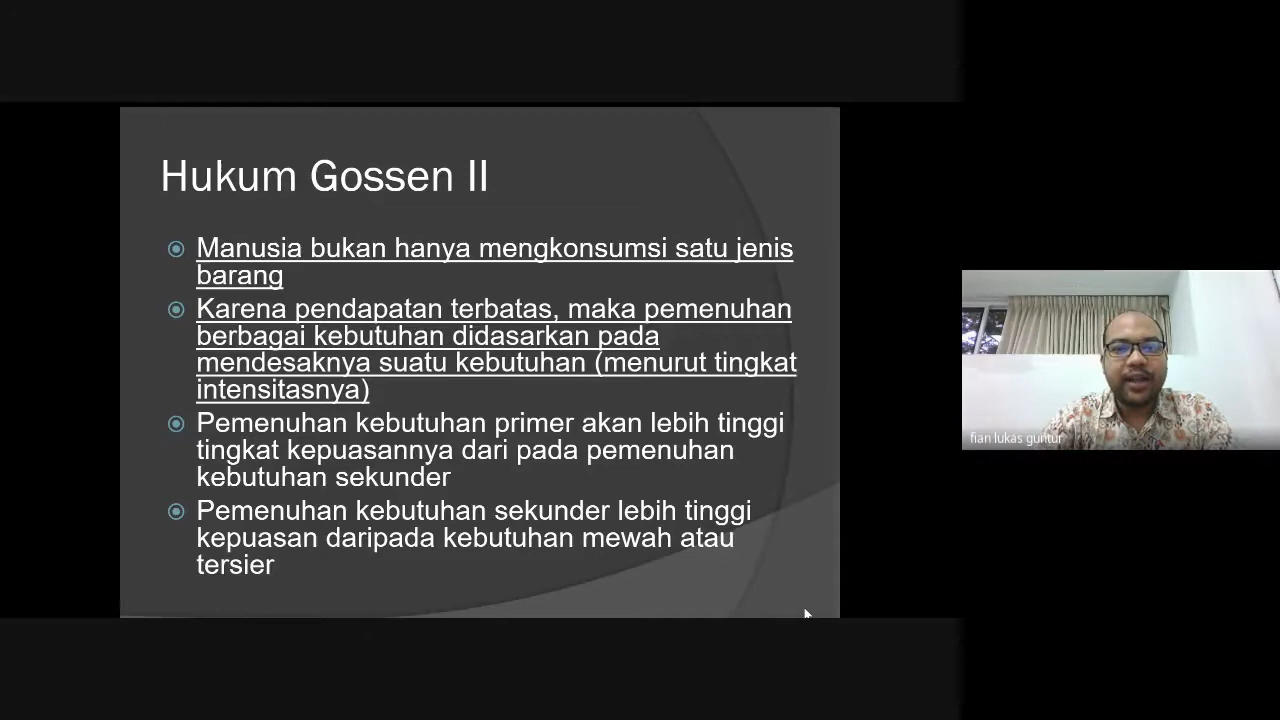 Hukum Gossen II
Manusia bukan hanya mengkonsumsi satu jenis
barang
Karena pendapatan terbatas, maka pemenuhan
berbagai kebutuhan didasarkan pada
mendesaknya suatu kebutuhan (menurut tingkat
intensitasnya)
Pemenuhan kebutuhan primer akan lebih tinggi
tingkat kepuasannya dari pada pemenuhan
kebutuhan sekunder
Pemenuhan kebutuhan sekunder lebih tinggi
kepuasan daripada kebutuhan mewah atau
tersier
fian lukas guntur